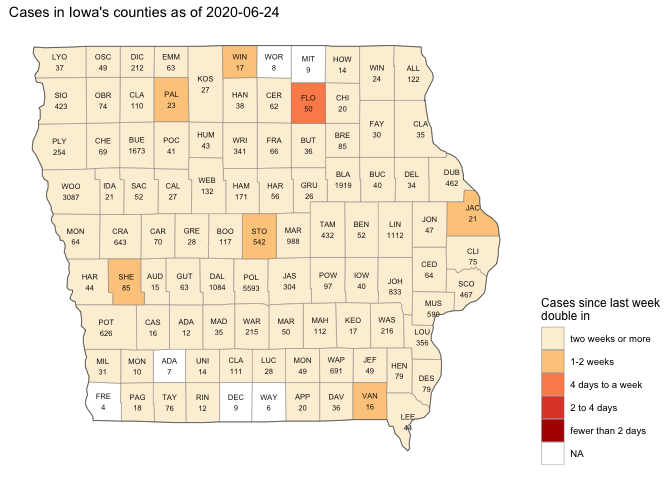 Cases in Iowa's counties as of 2020-06-24
LYO OSC DIC EMM WIN WOR MIT HOW WIN ALL
37 49 212 63 17 8 9 14 24 122
KOS
27
SIO OBR CLA PAL HAN CER FLO CHI
423 74 110 23 38 62 50 20
FAY CLA
30 35
PLY CHE BUE POC HUM WRI FRA BUT BRE
254 69 1673 41 43 341 66 36 85
WOO IDA SAC CAL WEB HAM HAR GRU BLA BUC DEL DUB
3087 21 52 27 132 171 56 26 1919 40 34 462
JAC
21
MON CRA CAR GRE BOO STO MAR TAM BEN LIN JON
64 643 70 28 117 542 988 432 52 1112 47
CLI
75
HAR SHE AUD GUT DAL POL JAS POW IOW JOH CED SCO
44 85 15 63 1084 5593 304 97 40 833 64 467
MUS
590
POT CAS ADA MAD WAR MAR MAH KEO WAS LOU
626 16 12 35 215 50 112 17 216 356
MIL MON ADA UNI CLA LUC MON WAP JEF HEN DES
31 10 7 14 111 28 49 691 49 79 79
FRE PAG TAY RIN DEC WAY APP DAV VAN LEE
4 18 76 12 9 6 20 36 16 44
Cases since last week
double in
two weeks or more
1-2 weeks
4 days to a week
2 to 4 days
fewer than 2 days
NA